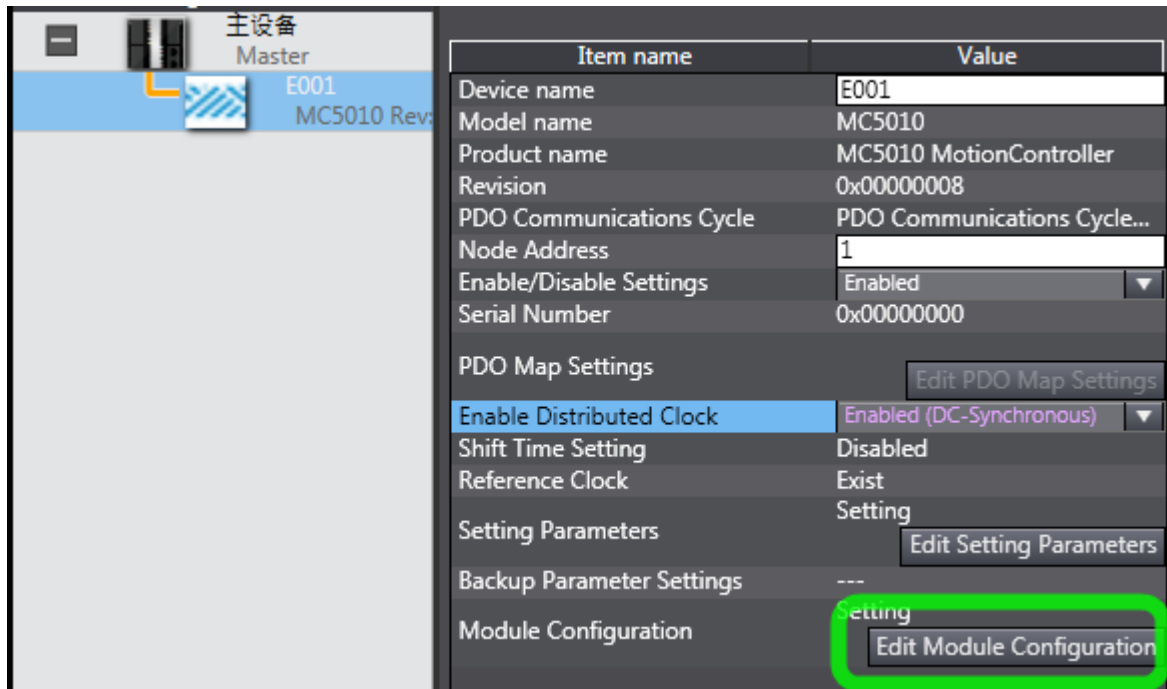 主设备
Master
E001
MC5010 Rev:
Item name Value
Device name E001
Model name MC5010
Product name MC5010 MotionController
Revision 0x00000008
PDO Communications Cycle PDO Communications Cycle...
Node Address 1
Enable/Disable Settings Enabled
Serial Number 0x00000000
PDO Map Settings
Edit PDO Map Settings
Enable Distributed Clock Enabled (DC-Synchronous)
Shift Time Setting Disabled
Reference Clock Exist
Setting
Setting Parameters
Edit Setting Parameters
Backup Parameter Settings ---
Setting
Module Configuration
Edit Module Configuration